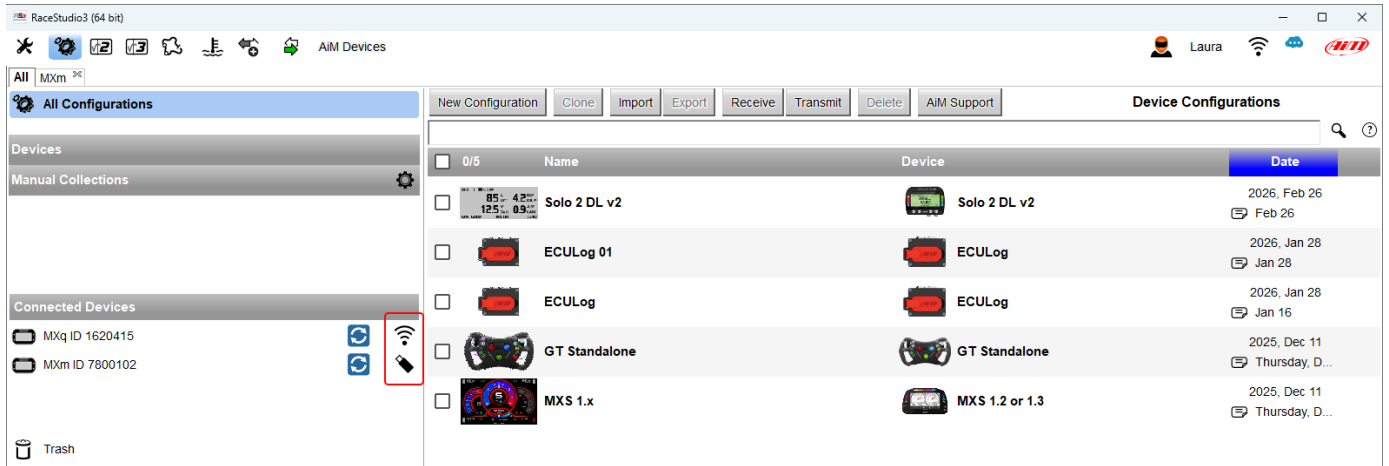 RaceStudio3 (64 bit)
AiM Devices
Laura
AiM
All MXm
All Configurations
New Configuration Clone Import Export Receive Transmit Delete AiM Support Device Configurations
Devices
Manual Collections
0/5 Name Device Date
Solo 2 DL v2 Solo 2 DL v2 2026, Feb 26
Feb 26
ECULog 01 ECULog 2026, Jan 28
Jan 28
Connected Devices
ECULog ECULog 2026, Jan 28
Jan 16
MXq ID 1620415
MXm ID 7800102
GT Standalone GT Standalone 2025, Dec 11
Thursday, D...
MXS 1.x MXS 1.2 or 1.3 2025, Dec 11
Thursday, D...
Trash